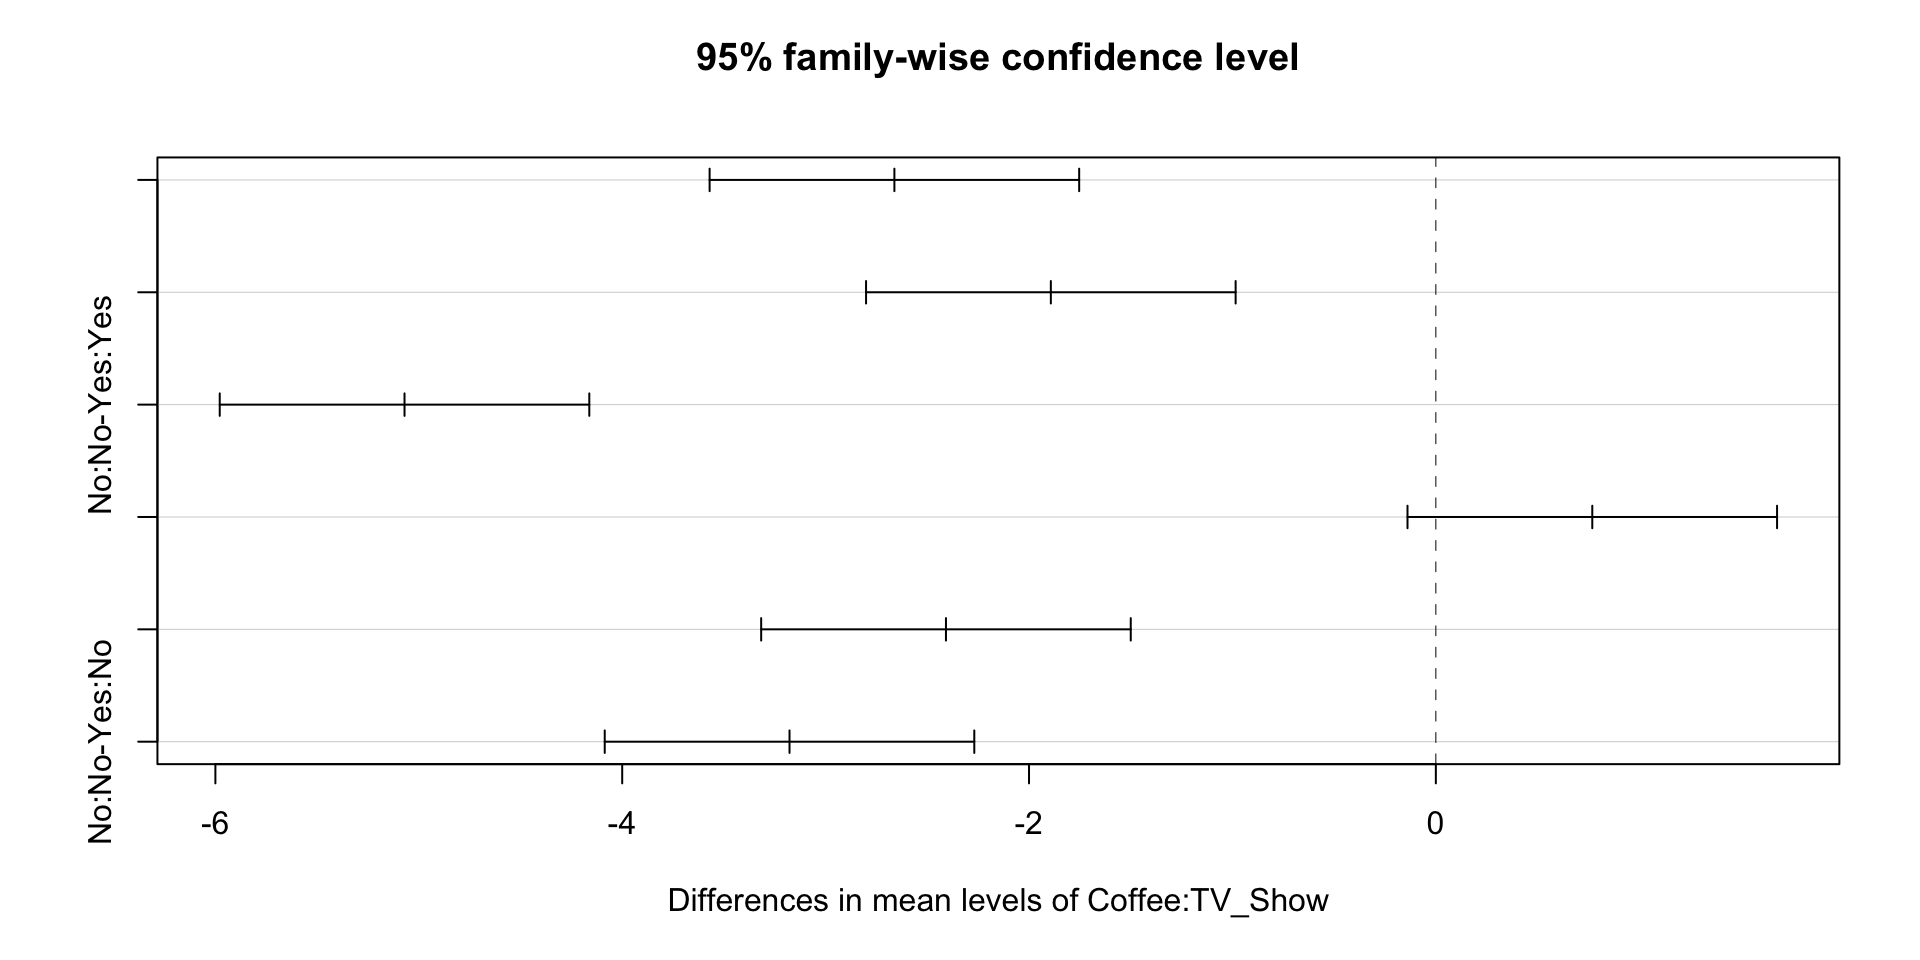 95% family-wise confidence level
No:No-Yes:Yes
No:No-Yes:No
-6 -4 -2 0
Differences in mean levels of Coffee:TV_Show